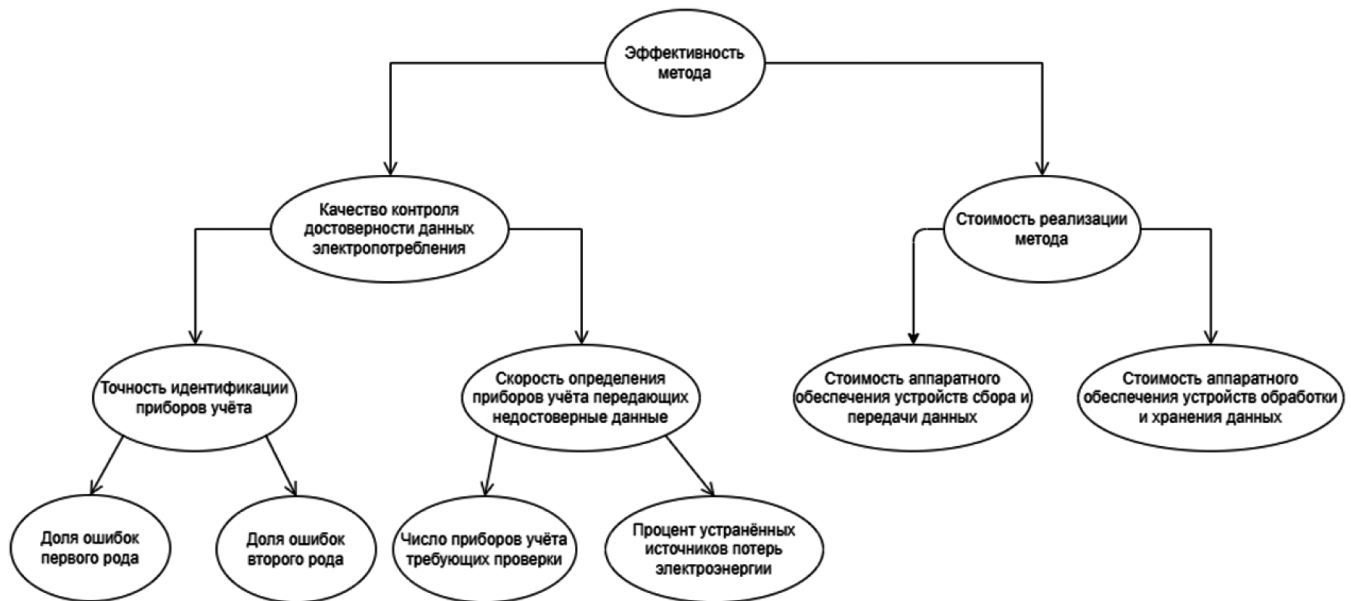 Эффективность
метода
Качество контроля
достоверности данных
электропотребления
Стоимость реализации
метода
Точность идентификации
приборов учёта
Скорость определения
приборов учёта передающих
недостоверные данные
Стоимость аппаратного
обеспечения устройств сбора и
передачи данных
Стоимость аппаратного
обеспечения устройств обработки
и хранения данных
Доля ошибок
первого рода
Доля ошибок
второго рода
Число приборов учёта
требующих проверки
Процент устранённых
источников потерь
электроэнергии